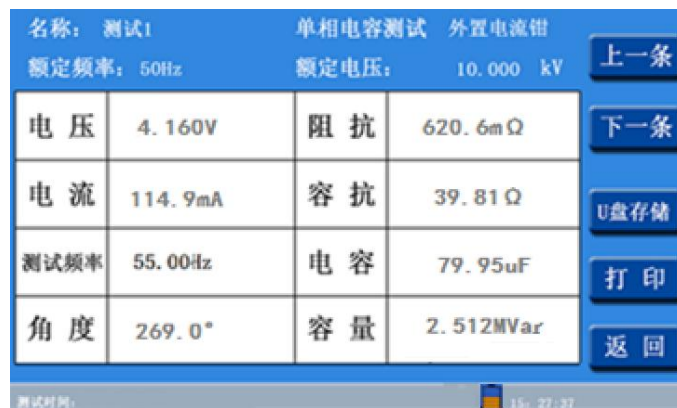 名称： 测试1 单相电容测试 外置电流钳
额定频率： 50Hz 额定电压： 10.000 kV
上一条
电 压 4.160V 阻 抗 620.6mΩ
下一条
电 流 114.9mA 容 抗 39.81Ω
U盘存储
测试频率 55.00Hz 电 容 79.95uF
打 印
角 度 269.0° 容 量 2.512MVar
返 回
测试时间： 15: 27:37